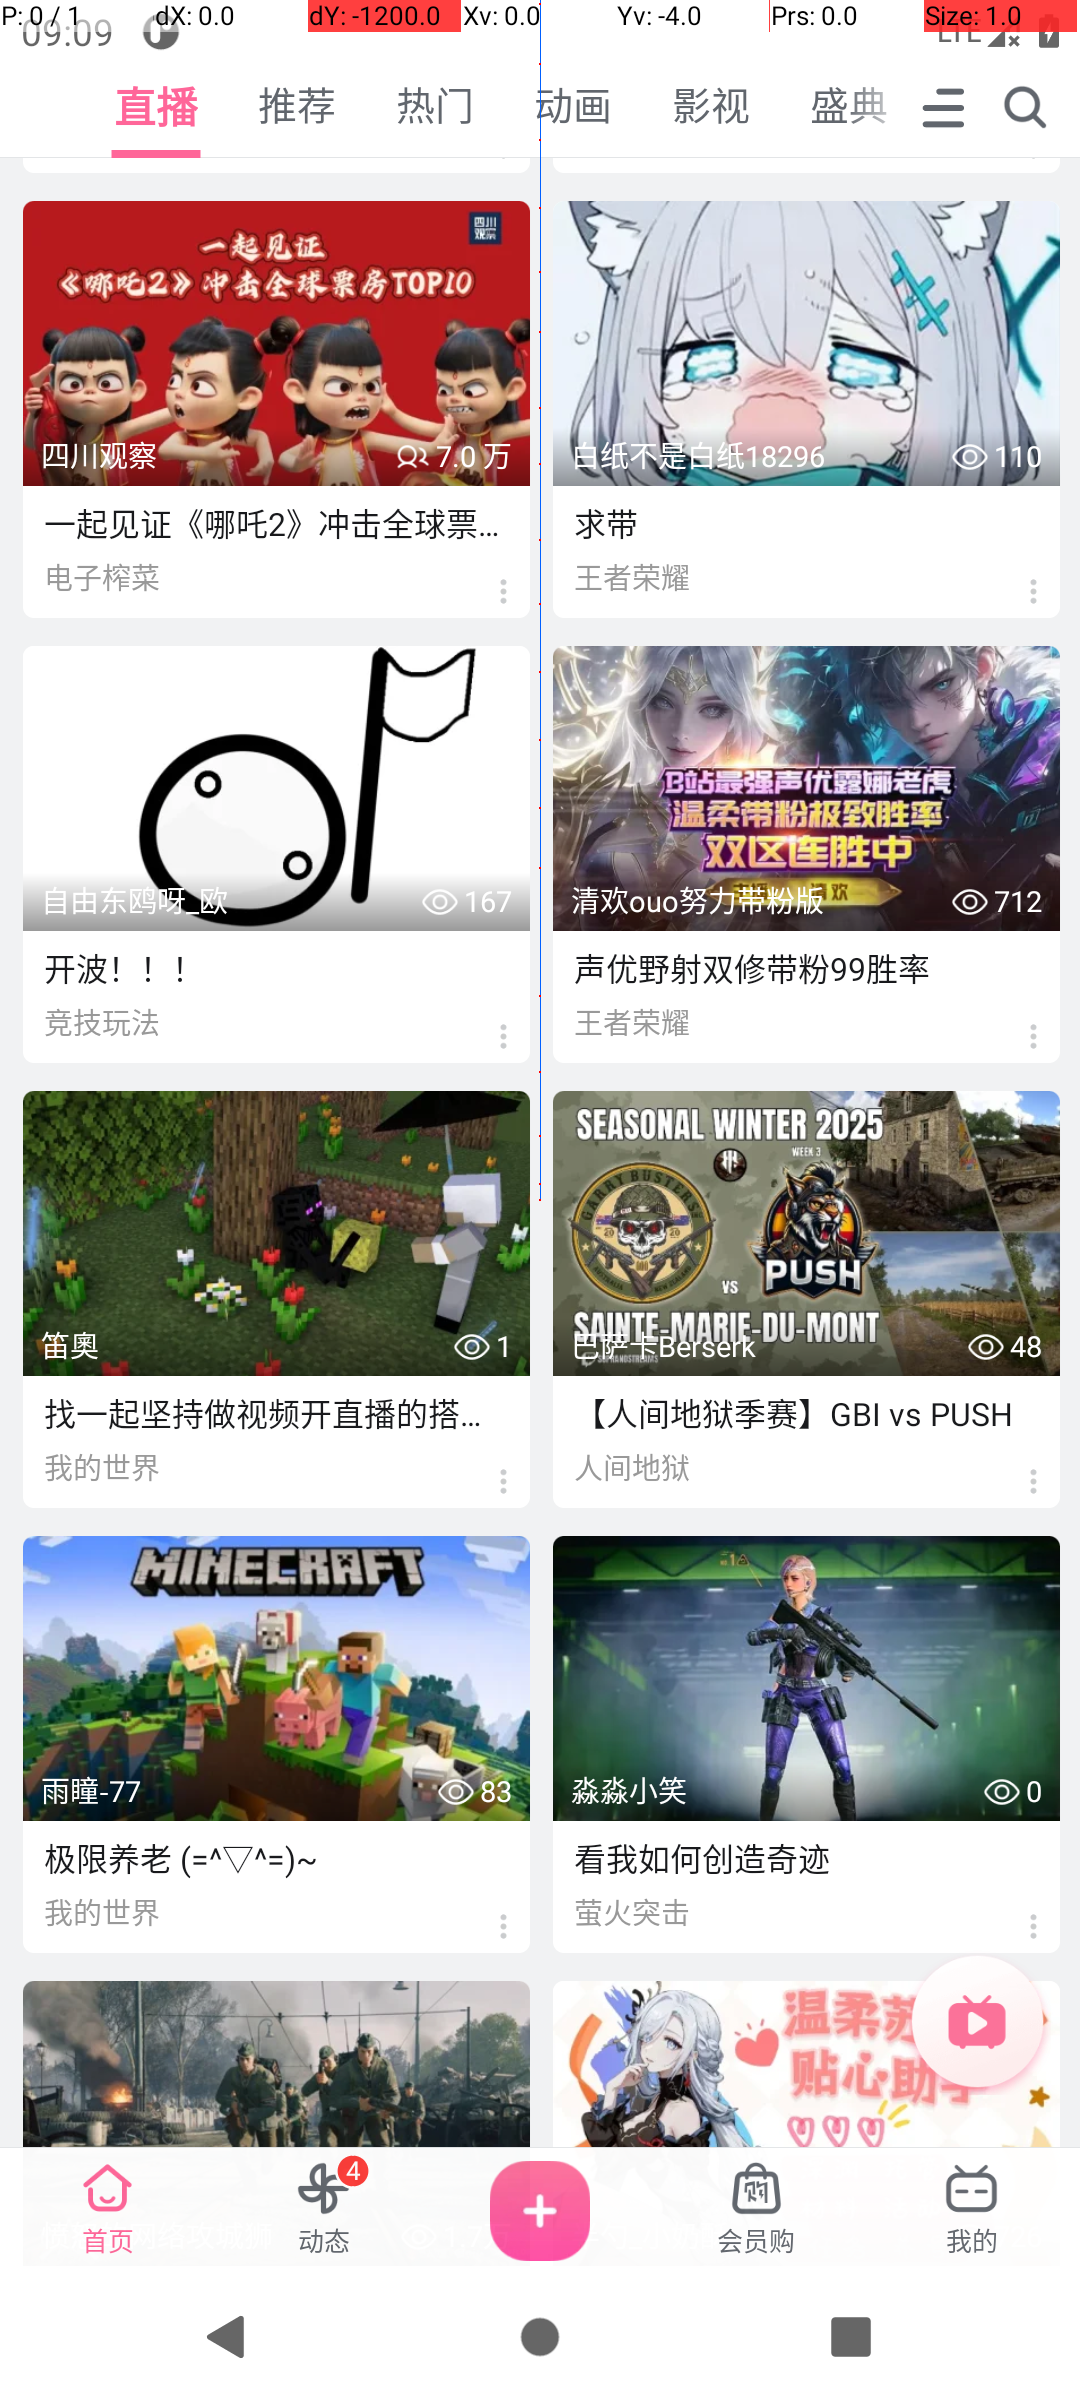 P: 0 / 1 dX: 0.0 dY: -1200.0 Xv: 0.0 Yv: -4.0 Prs: 0.0 Size: 1.0
09:09 LTE
直播 推荐 热门 动画 影视 盛典
四川观察
一起见证
《哪吒2》冲击全球票房TOP10
四川观察 7.0 万
一起见证《哪吒2》冲击全球票...
电子榨菜
白纸不是白纸18296 110
求带
王者荣耀
自由东鸥呀_欧 167
开波！！！
竞技玩法
B站最强声优露娜老虎
温柔带粉极致胜率
双区连胜中
清欢ouo努力带粉版 712
声优野射双修带粉99胜率
王者荣耀
笛奥 1
找一起坚持做视频开直播的搭...
我的世界
SEASONAL WINTER 2025
WEEK 3
PUSH
VS
SAINTE-MARIE-DU-MONT
巴萨卡Berserk 48
【人间地狱季赛】GBI vs PUSH
人间地狱
MINECRAFT
雨瞳-77 83
极限养老 (=^▽^=)~
我的世界
淼淼小笑 0
看我如何创造奇迹
萤火突击
温柔苏
贴心助手
4
首页 动态 会员购 我的